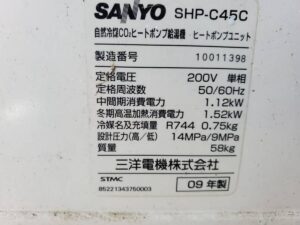 SANYO SHP-C45C
自然冷媒CO₂ヒートポンプ給湯機 ヒートポンプユニット
製造番号 10011398
定格電圧 200V 単相
定格周波数 50/60Hz
中間期消費電力 1.12kW
冬期高温加熱消費電力 1.52kW
冷媒名及充填量 R744 0.75kg
設計圧力(高/低) 14MPa/9MPa
質量 58kg
三洋電機株式会社
STMC 09年製
85221343760003